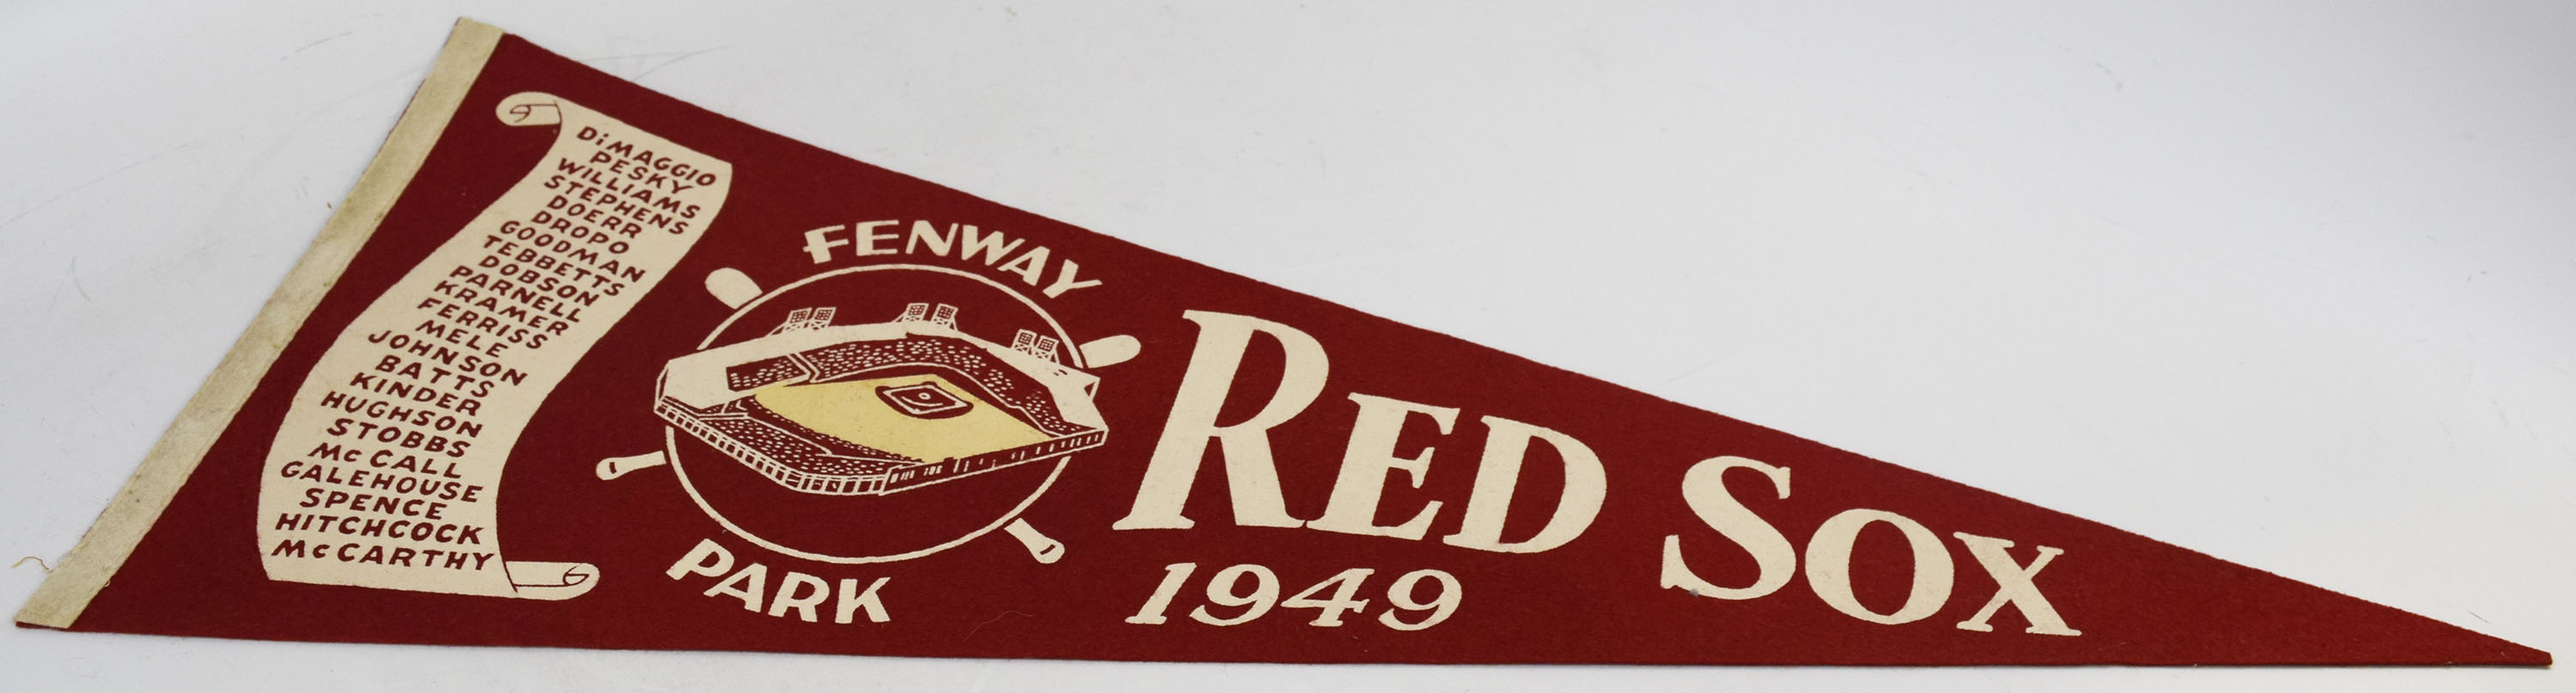 DiMAGGIO
PESKY
WILLIAMS
STEPHENS
DOERR
DROPO
GOODMAN
TEBBETTS
DOBSON
PARNELL
KRAMER
FERRISS
MELE
JOHNSON
BATTS
KINDER
HUGHSON
STOBBS
McCALL
GALEHOUSE
SPENCE
HITCHCOCK
McCARTHY
FENWAY
PARK
RED SOX
1949